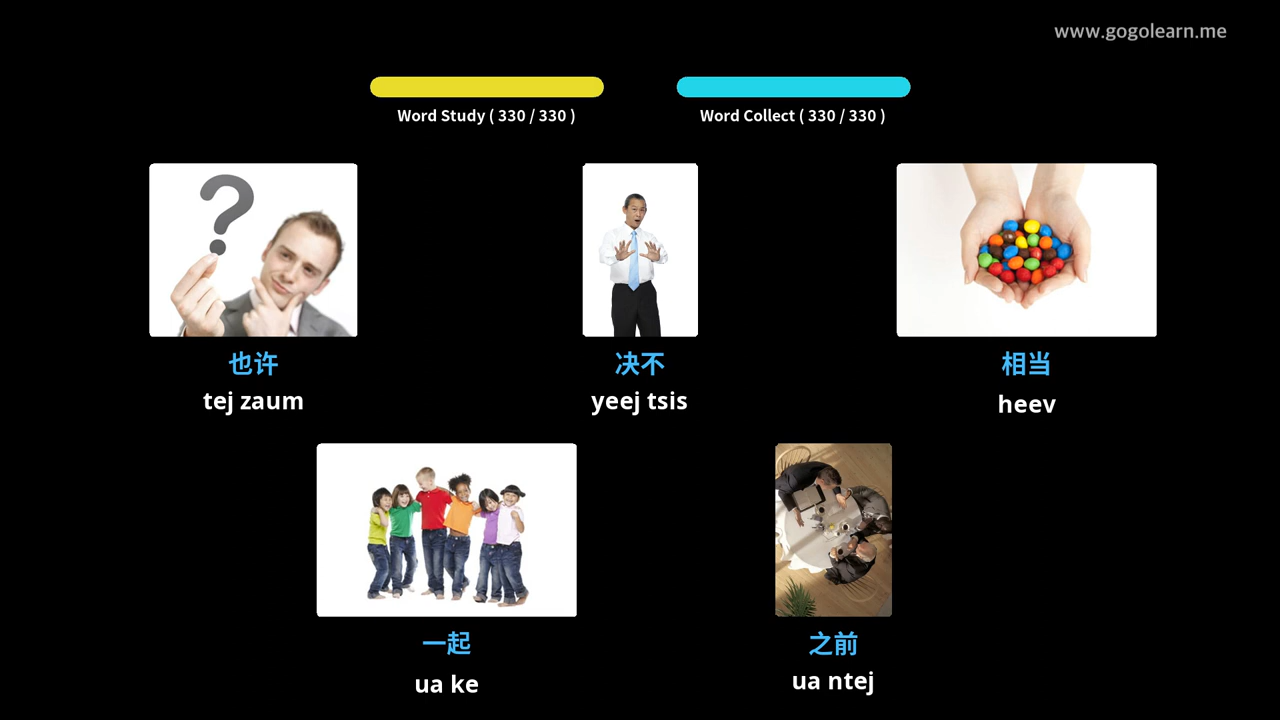 www.gogolearn.me
Word Study ( 330 / 330 )
Word Collect ( 330 / 330 )
也许
tej zaum
决不
yeej tsis
相当
heev
一起
ua ke
之前
ua ntej